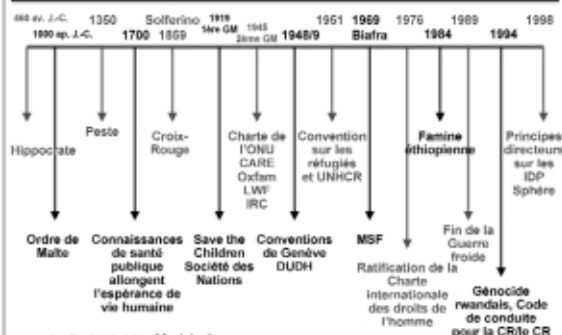 460 av. J.-C. 1350 Solferino 1919 1945 1951 1969 1976 1989 1998
1000 ap. J.-C. 1700 1859 1ère GM 2ème GM 1948/9 Biafra 1984 1994
Hippocrate
Peste
Croix-
Rouge
Charte de
l'ONU
CARE
Oxfam
LWF
IRC
Convention
sur les
réfugiés
et UNHCR
Famine
éthiopienne
Principes
directeurs
sur les
IDP
Sphère
Ordre de
Malte
Connaissances
de santé
publique
allongent
l'espérance de
vie humaine
Save the
Children
Société des
Nations
Conventions
de Genève
DUDH
MSF
Ratification de la
Charte
internationale
des droits de
l'homme
Fin de la
Guerre
froide
Génocide
rwandais, Code
de conduite
pour la CR/le CR